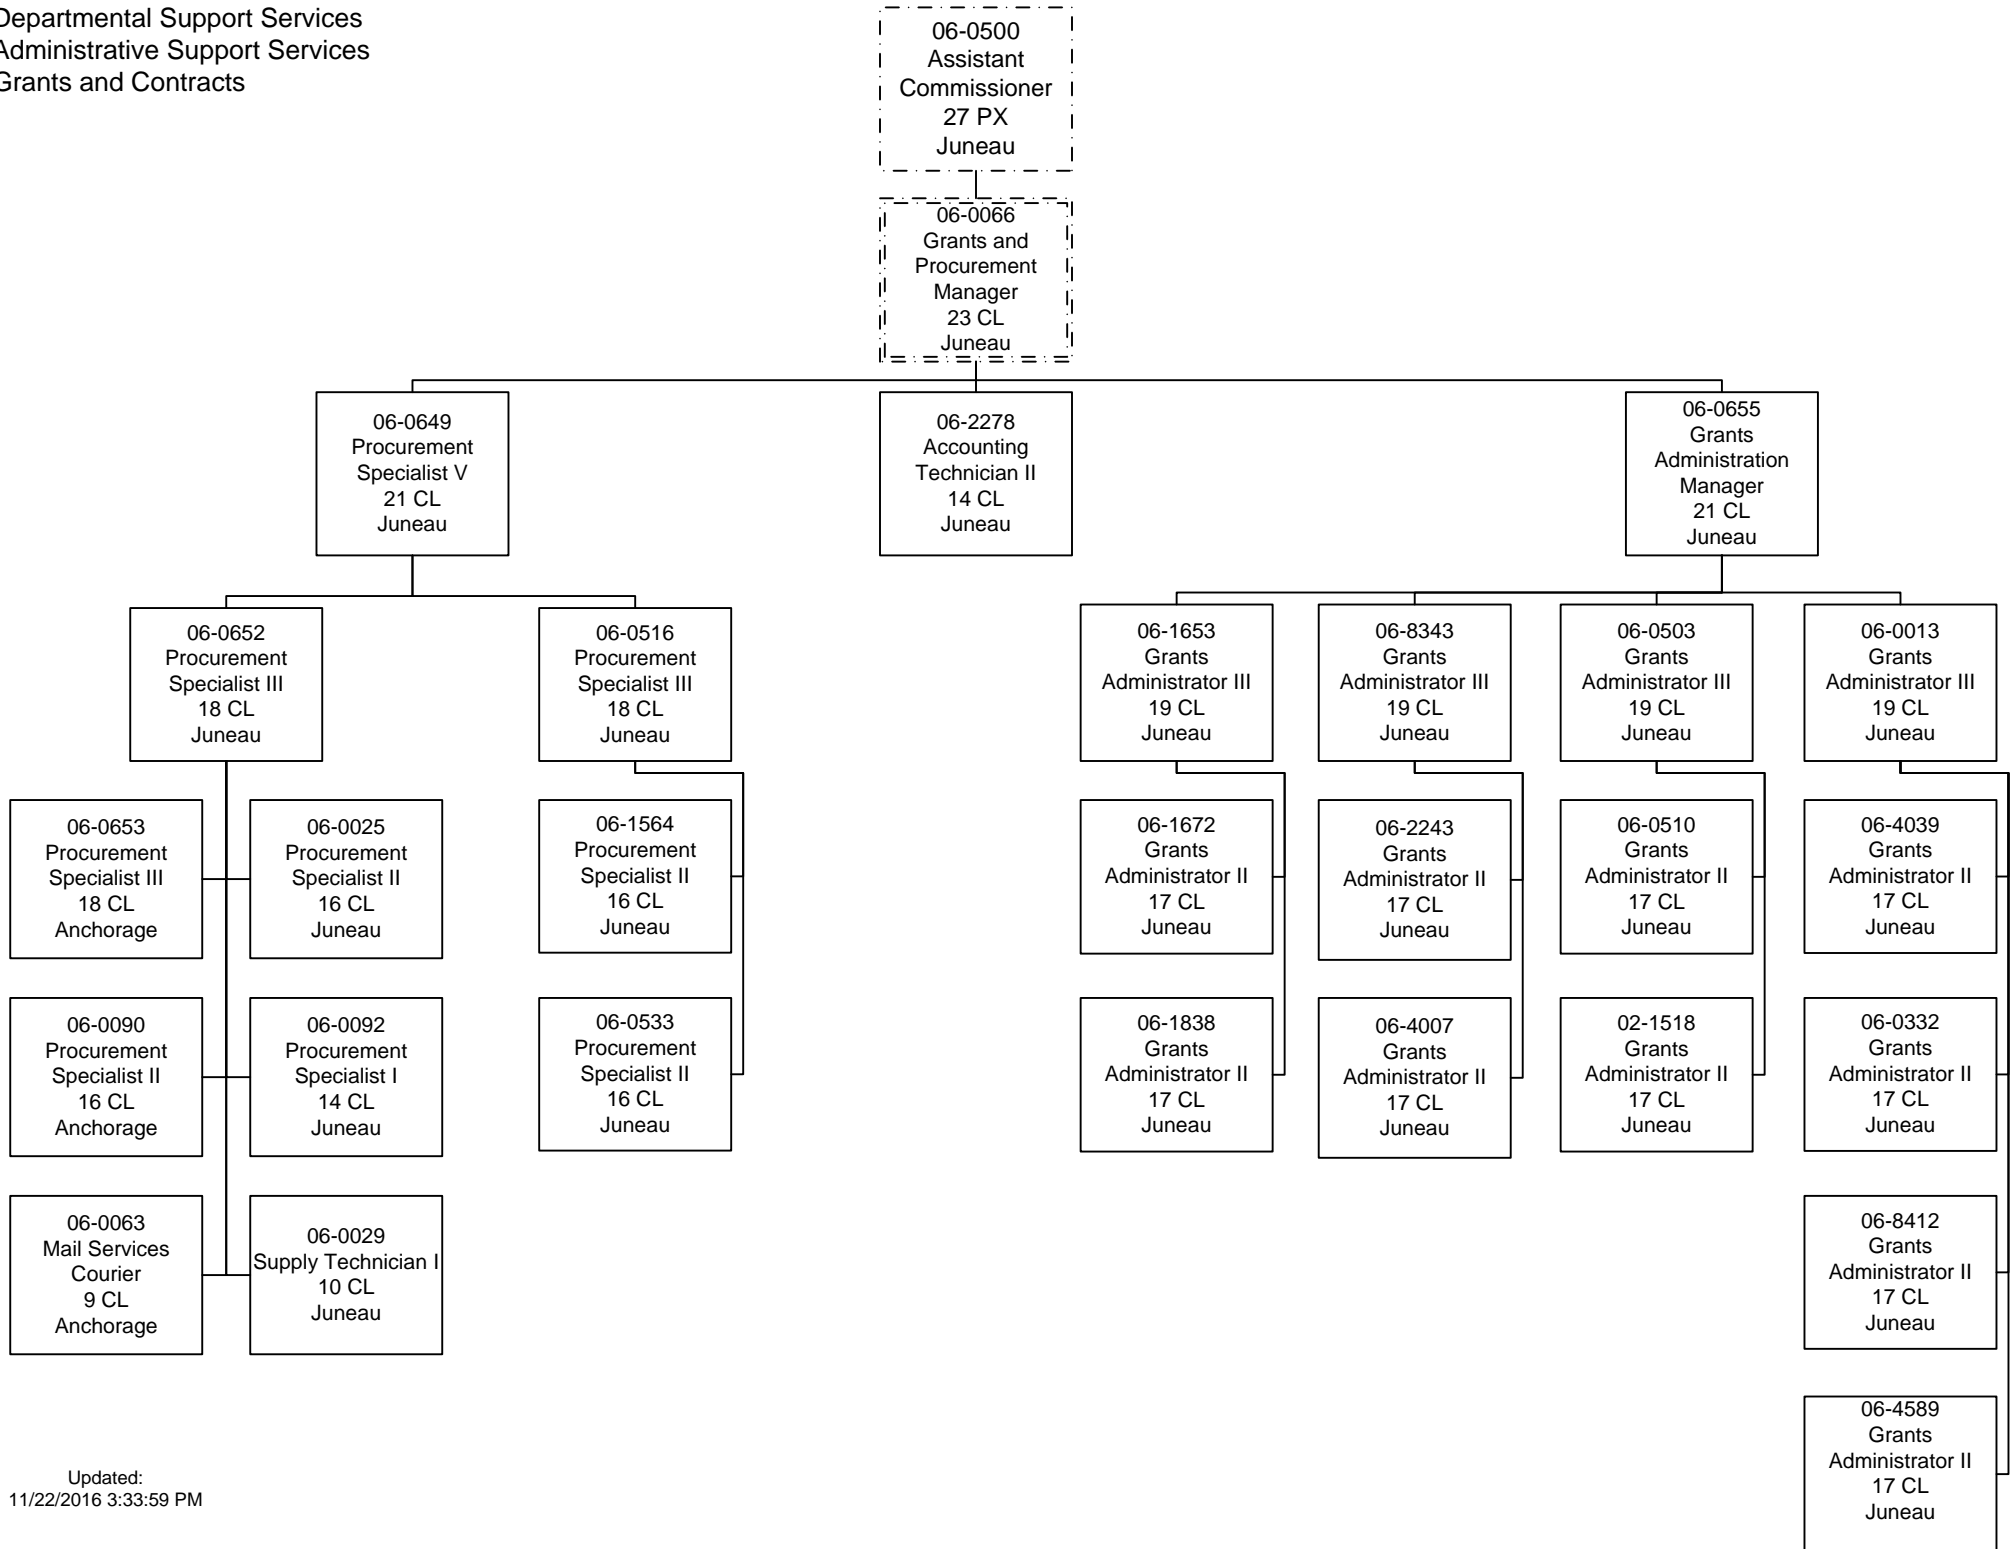 Departmental Support Services
Administrative Support Services
Grants and Contracts
06-0500
Assistant
Commissioner
27 PX
Juneau
06-0066
Grants and
Procurement
Manager
23 CL
Juneau
06-0649
Procurement
Specialist V
21 CL
Juneau
06-2278
Accounting
Technician II
14 CL
Juneau
06-0655
Grants
Administration
Manager
21 CL
Juneau
06-0652
Procurement
Specialist III
18 CL
Juneau
06-0516
Procurement
Specialist III
18 CL
Juneau
06-1653
Grants
Administrator III
19 CL
Juneau
06-8343
Grants
Administrator III
19 CL
Juneau
06-0503
Grants
Administrator III
19 CL
Juneau
06-0013
Grants
Administrator III
19 CL
Juneau
06-0653
Procurement
Specialist III
18 CL
Anchorage
06-0025
Procurement
Specialist II
16 CL
Juneau
06-1564
Procurement
Specialist II
16 CL
Juneau
06-1672
Grants
Administrator II
17 CL
Juneau
06-2243
Grants
Administrator II
17 CL
Juneau
06-0510
Grants
Administrator II
17 CL
Juneau
06-4039
Grants
Administrator II
17 CL
Juneau
06-0090
Procurement
Specialist II
16 CL
Anchorage
06-0092
Procurement
Specialist I
14 CL
Juneau
06-0533
Procurement
Specialist II
16 CL
Juneau
06-1838
Grants
Administrator II
17 CL
Juneau
06-4007
Grants
Administrator II
17 CL
Juneau
02-1518
Grants
Administrator II
17 CL
Juneau
06-0332
Grants
Administrator II
17 CL
Juneau
06-0063
Mail Services
Courier
9 CL
Anchorage
06-0029
Supply Technician I
10 CL
Juneau
06-8412
Grants
Administrator II
17 CL
Juneau
06-4589
Grants
Administrator II
17 CL
Juneau
Updated:
11/22/2016 3:33:59 PM